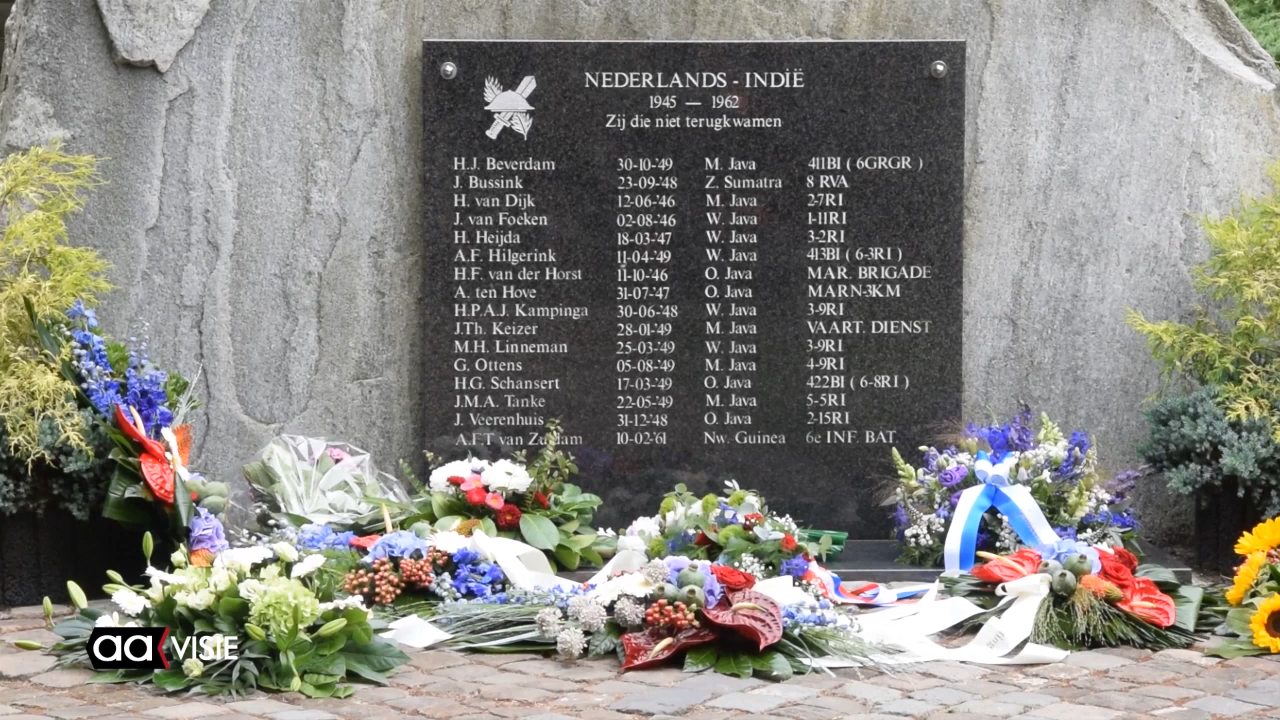 NEDERLANDS - INDIË
1945 — 1962
Zij die niet terugkwamen
H.J. Beverdam 30-10-'49 M. Java 411BI ( 6GRGR )
J. Bussink 23-09-'48 Z. Sumatra 8 RVA
H. van Dijk 12-06-'46 M. Java 2-7RI
J. van Focken 02-08-'46 W. Java 1-11RI
H. Heijda 18-03-'47 W. Java 3-2RI
A.F. Hilgerink 11-04-'49 W. Java 413BI ( 6-3RI )
H.F. van der Horst 11-10-'46 O. Java MAR. BRIGADE
A. ten Hove 31-07-'47 O. Java MARN-3KM
H.P.A.J. Kampinga 30-06-'48 W. Java 3-9RI
J.Th. Keizer 28-01-'49 M. Java VAART. DIENST
M.H. Linneman 25-03-'49 W. Java 3-9RI
G. Ottens 05-08-'49 M. Java 4-9RI
H.G. Schansert 17-03-'49 O. Java 422BI ( 6-8RI )
J.M.A. Tanke 22-05-'49 M. Java 5-5RI
J. Veerenhuis 31-12-'48 O. Java 2-15RI
A.F.T van Zuidam 10-02-'61 Nw. Guinea 6e INF. BAT.
aa VISIE